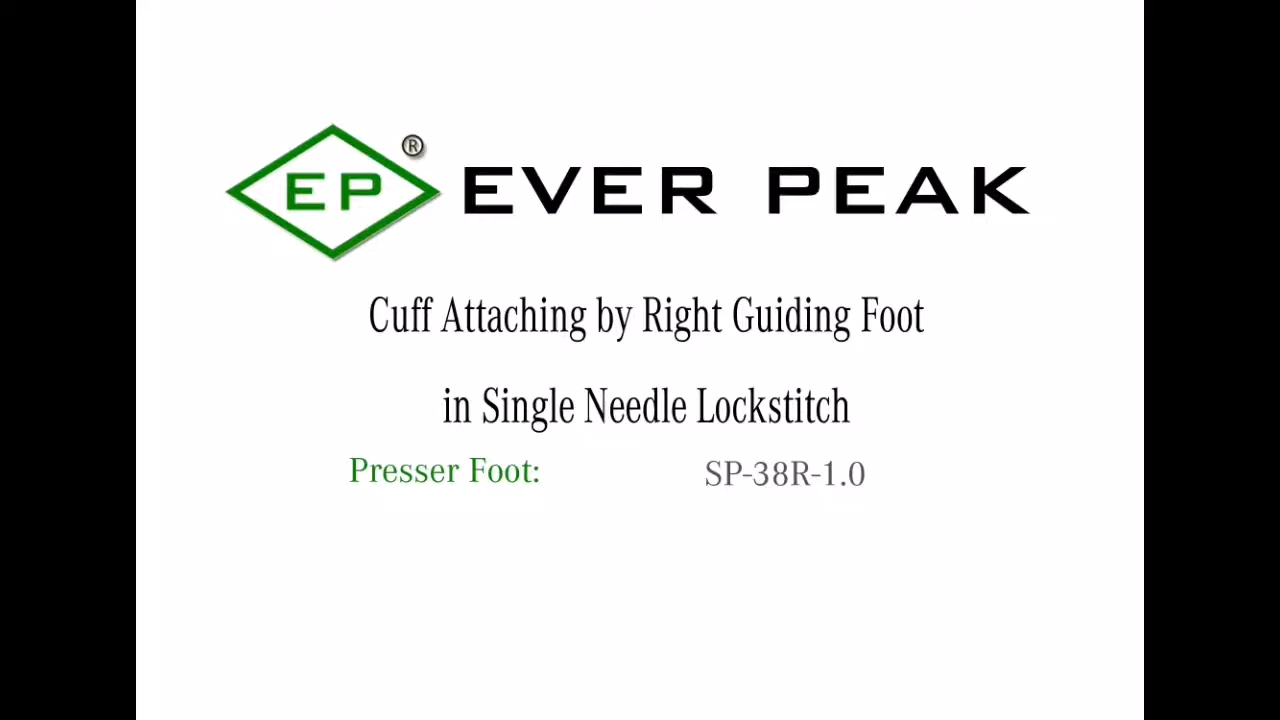 EP® EVER PEAK
Cuff Attaching by Right Guiding Foot
in Single Needle Lockstitch
Presser Foot: SP-38R-1.0